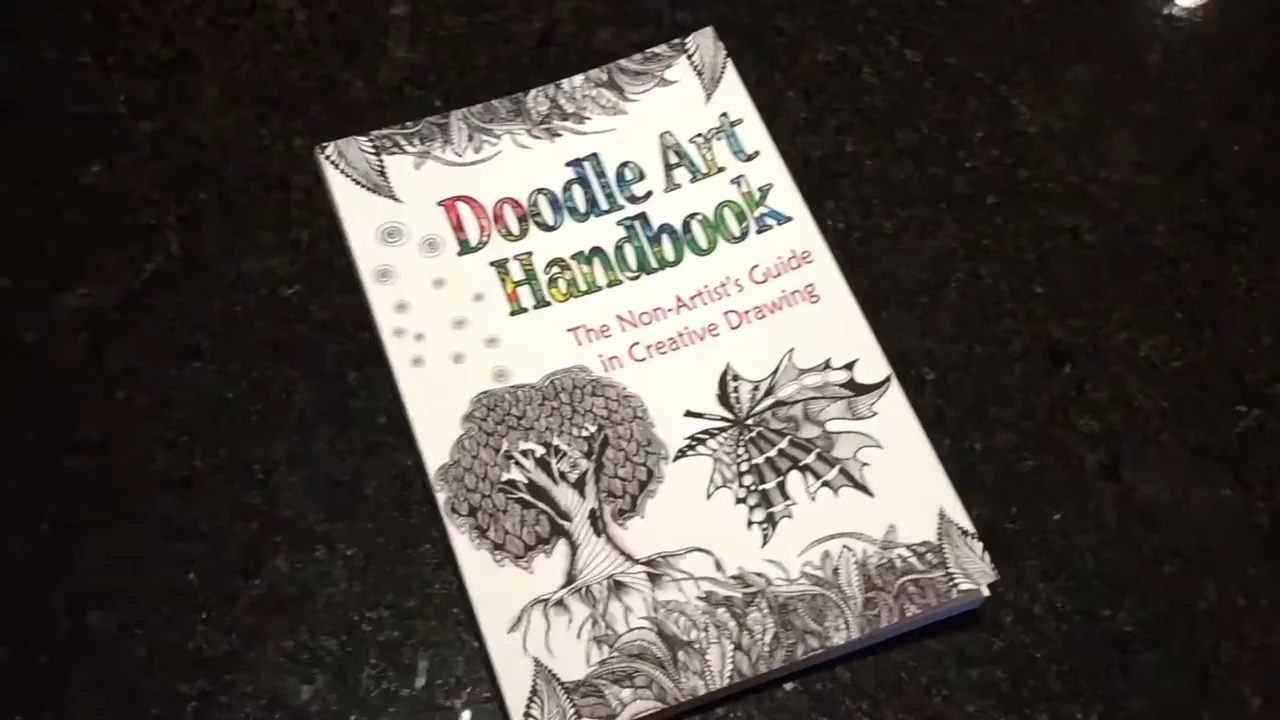 Doodle Art
Handbook
The Non-Artist's Guide
in Creative Drawing